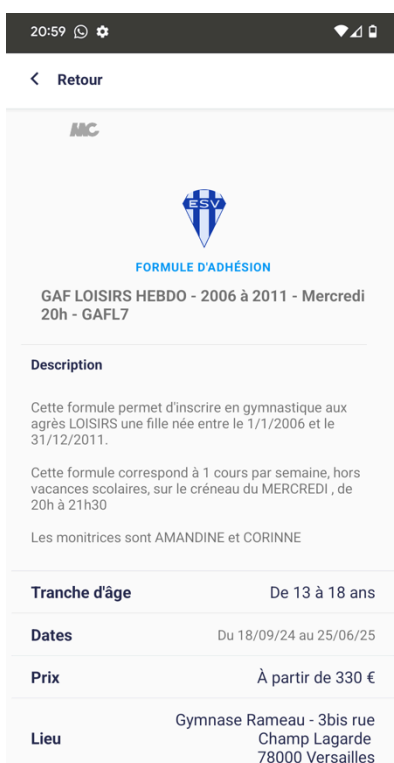 20:59
Retour
MC
ESV
FORMULE D'ADHÉSION
GAF LOISIRS HEBDO - 2006 à 2011 - Mercredi
20h - GAFL7
Description
Cette formule permet d'inscrire en gymnastique aux
agrès LOISIRS une fille née entre le 1/1/2006 et le
31/12/2011.
Cette formule correspond à 1 cours par semaine, hors
vacances scolaires, sur le créneau du MERCREDI , de
20h à 21h30
Les monitrices sont AMANDINE et CORINNE
Tranche d'âge De 13 à 18 ans
Dates Du 18/09/24 au 25/06/25
Prix À partir de 330 €
Gymnase Rameau - 3bis rue
Lieu Champ Lagarde
78000 Versailles